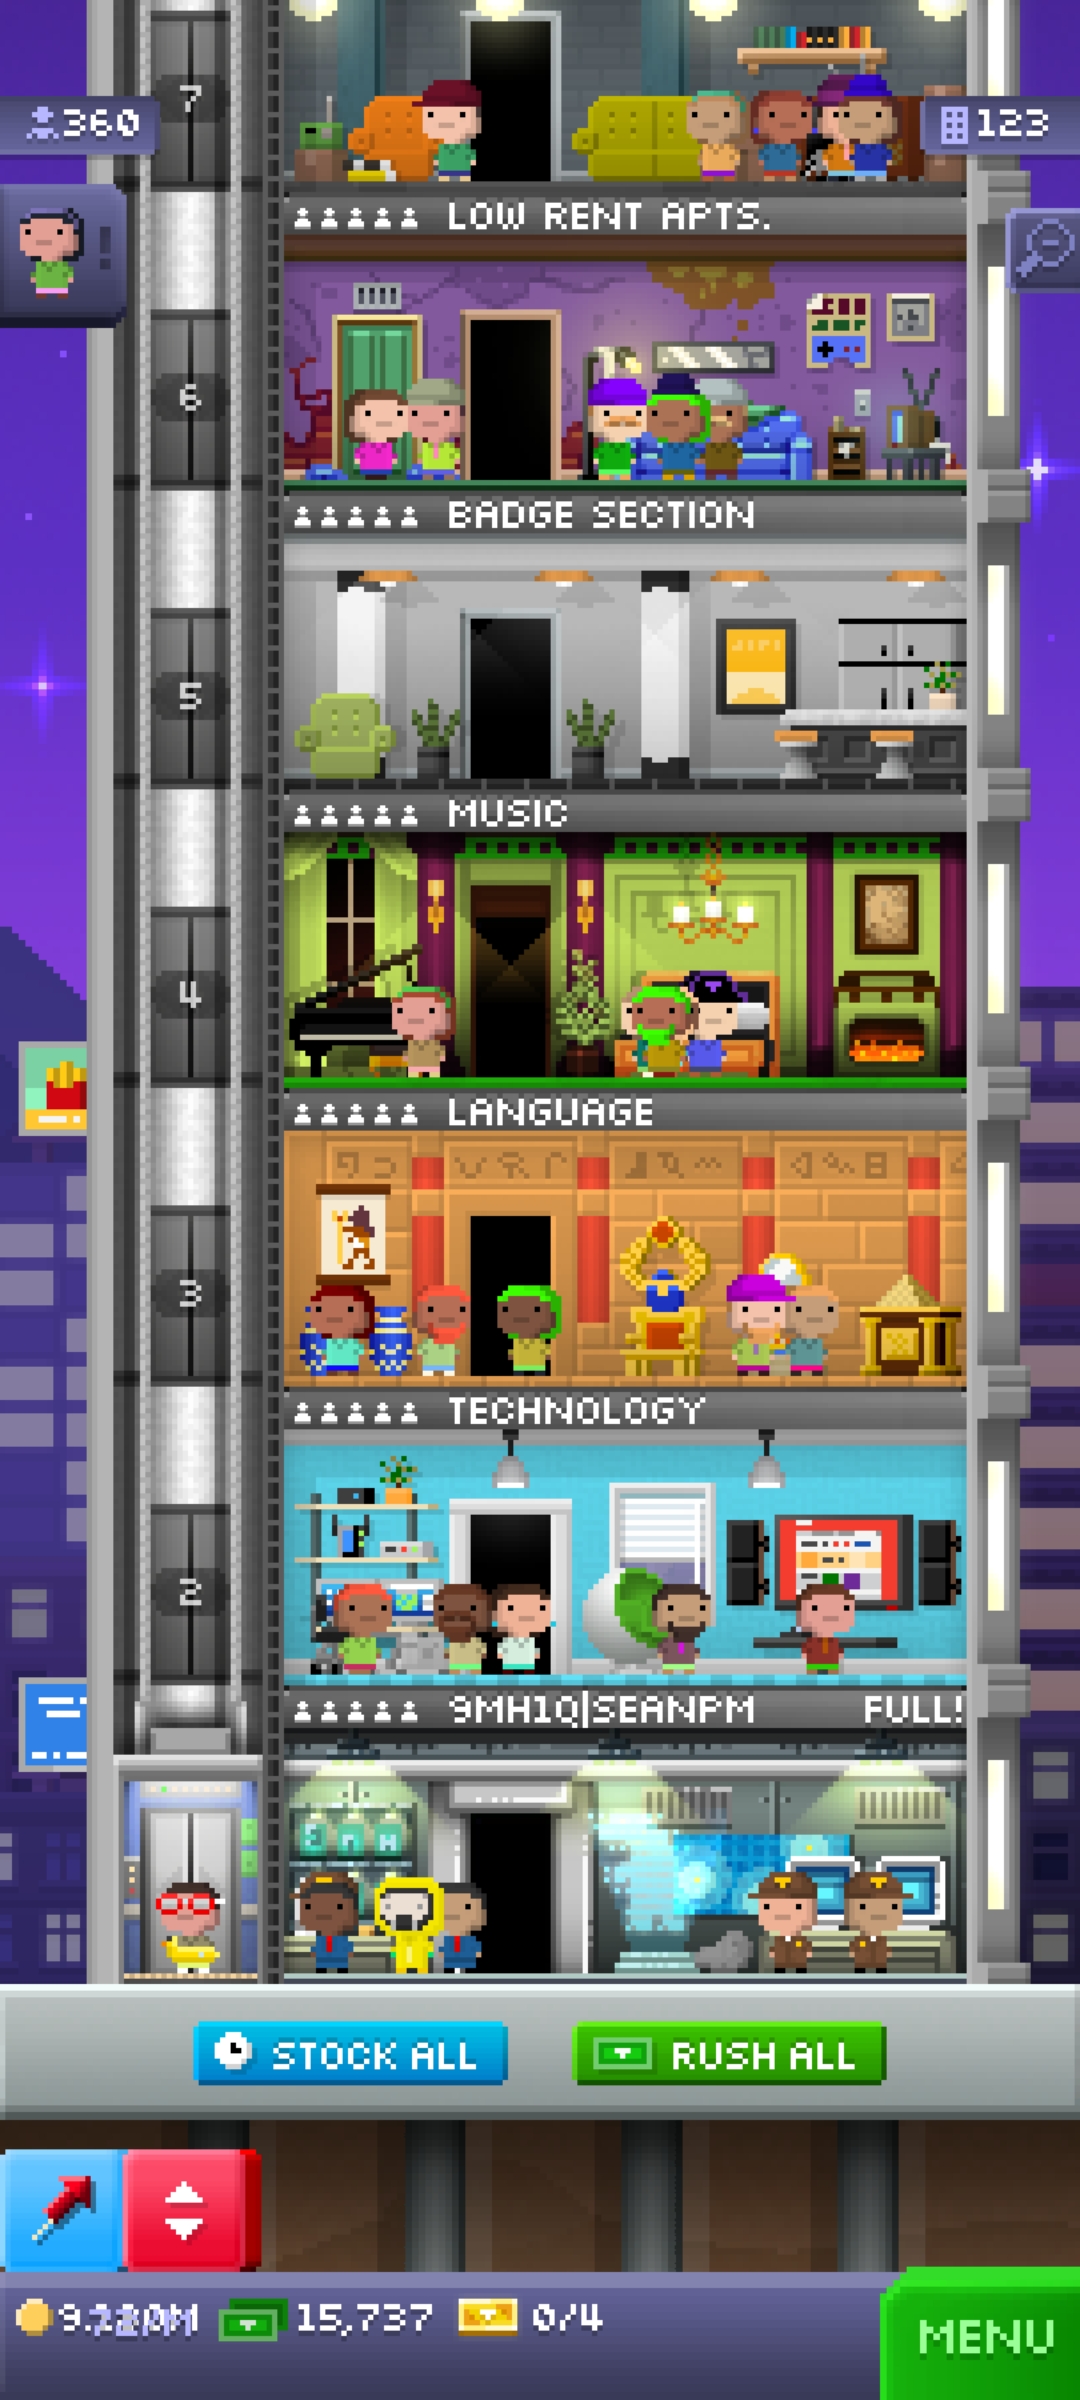 7
360
123
LOW RENT APTS.
6
BADGE SECTION
5
MUSIC
4
LANGUAGE
3
TECHNOLOGY
2
9MH1Q|SEANPM FULL!
STOCK ALL
RUSH ALL
15,737
0/4
MENU